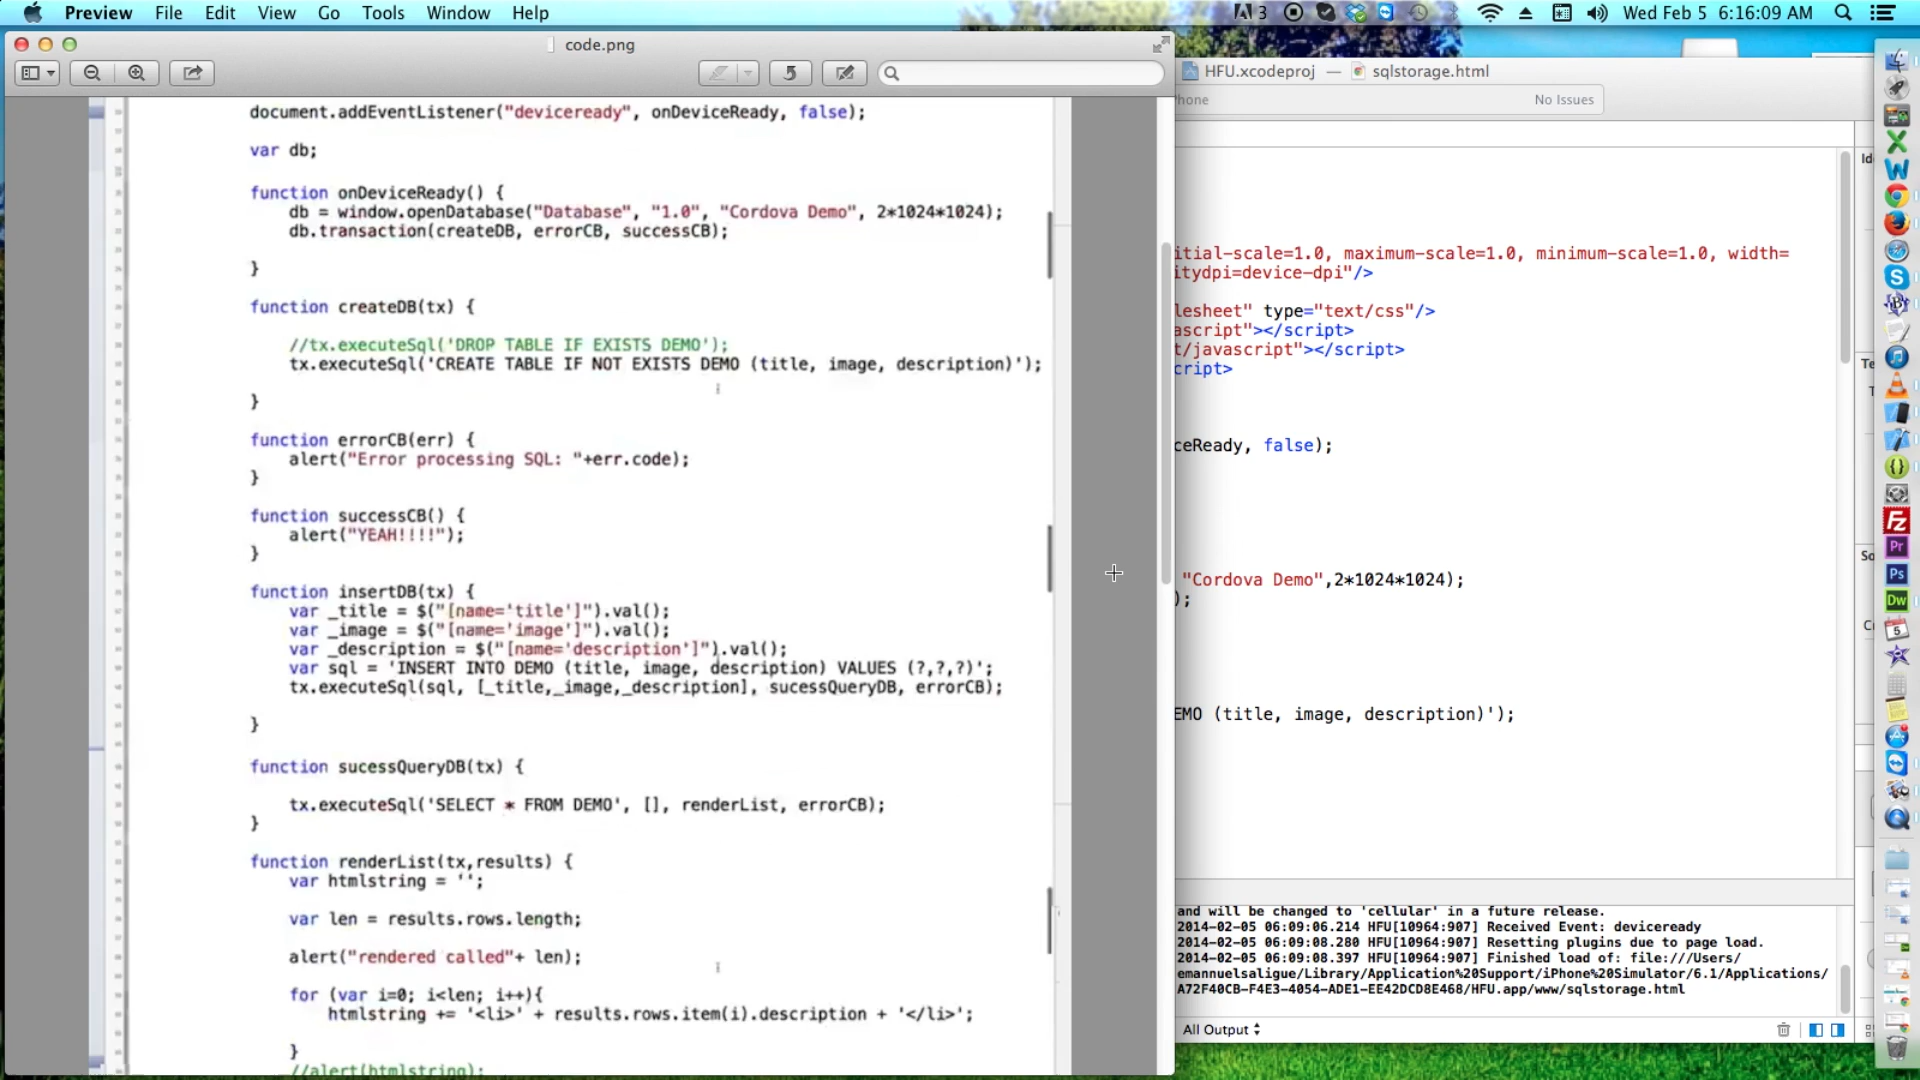 Preview File Edit View Go Tools Window Help
3
Wed Feb 5 6:16:09 AM
code.png
document.addEventListener("deviceready", onDeviceReady, false);
var db;
function onDeviceReady() {
db = window.openDatabase("Database", "1.0", "Cordova Demo", 2*1024*1024);
db.transaction(createDB, errorCB, successCB);
}
function createDB(tx) {
//tx.executeSql('DROP TABLE IF EXISTS DEMO');
tx.executeSql('CREATE TABLE IF NOT EXISTS DEMO (title, image, description)');
}
function errorCB(err) {
alert("Error processing SQL: "+err.code);
}
function successCB() {
alert("YEAH!!!!");
}
function insertDB(tx) {
var _title = $("[name='title']").val();
var _image = $("[name='image']").val();
var _description = $("[name='description']").val();
var sql = 'INSERT INTO DEMO (title, image, description) VALUES (?,?,?)';
tx.executeSql(sql, [_title,_image,_description], sucessQueryDB, errorCB);
}
function sucessQueryDB(tx) {
tx.executeSql('SELECT * FROM DEMO', [], renderList, errorCB);
}
function renderList(tx,results) {
var htmlstring = '';
var len = results.rows.length;
alert("rendered called"+ len);
for (var i=0; i<len; i++){
htmlstring += '<li>' + results.rows.item(i).description + '</li>';
}
//alert(htmlstring);
HFU.xcodeproj — sqlstorage.html
Phone
No Issues
itial-scale=1.0, maximum-scale=1.0, minimum-scale=1.0, width=
itydpi=device-dpi"/>
lesheet" type="text/css"/>
ascript"></script>
t/javascript"></script>
cript>
ceReady, false);
"Cordova Demo",2*1024*1024);
);
EMO (title, image, description)');
and will be changed to 'cellular' in a future release.
2014-02-05 06:09:06.214 HFU[10964:907] Received Event: deviceready
2014-02-05 06:09:08.280 HFU[10964:907] Resetting plugins due to page load.
2014-02-05 06:09:08.397 HFU[10964:907] Finished load of: file:///Users/
emannuelsaligue/Library/Application%20Support/iPhone%20Simulator/6.1/Applications/
A72F40CB-F4E3-4054-ADE1-EE42DCD8E468/HFU.app/www/sqlstorage.html
All Output
Id
Te
T
So
Pr
Ps
Dw
5